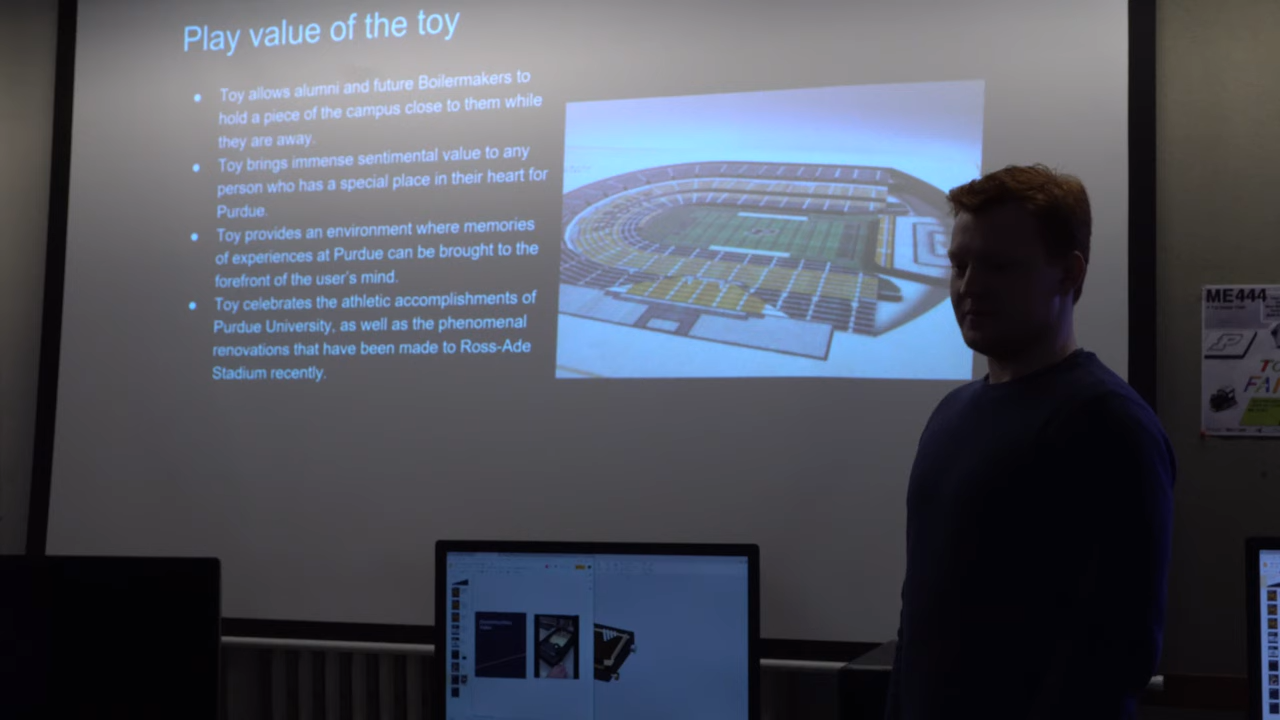 Play value of the toy
Toy allows alumni and future Boilermakers to
hold a piece of the campus close to them while
they are away.
Toy brings immense sentimental value to any
person who has a special place in their heart for
Purdue.
Toy provides an environment where memories
of experiences at Purdue can be brought to the
forefront of the user's mind.
Toy celebrates the athletic accomplishments of
Purdue University, as well as the phenomenal
renovations that have been made to Ross-Ade
Stadium recently.
ME444
P